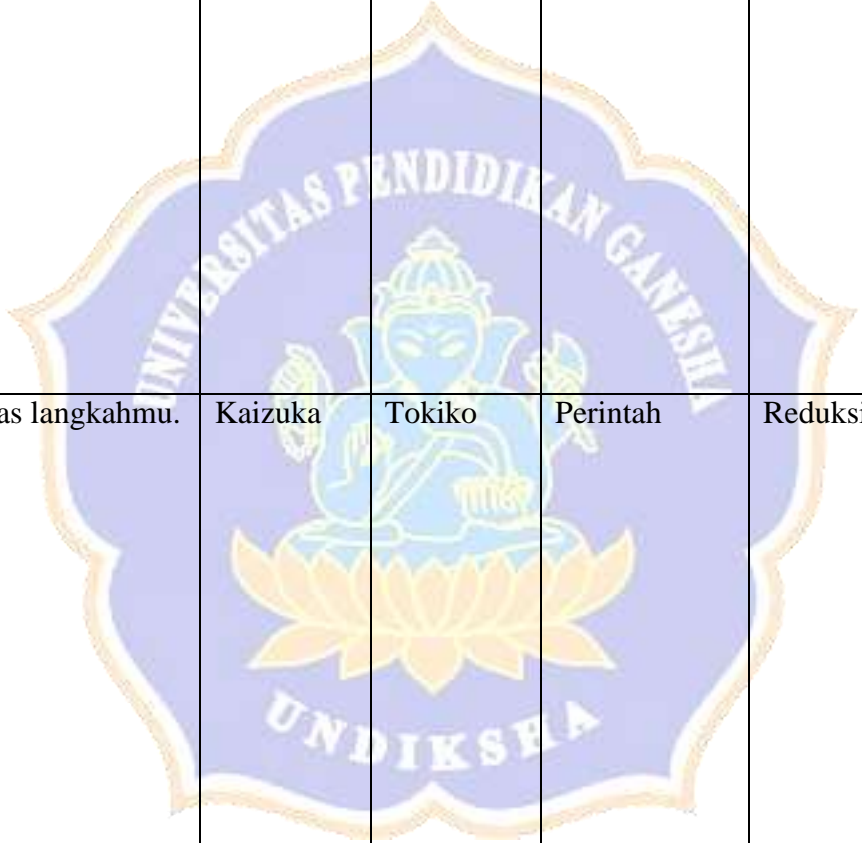 UNIVERSITAS PENDIDIKAN GANESHA
as langkahmu. Kaizuka Tokiko Perintah Reduksi
UNDIKSHA